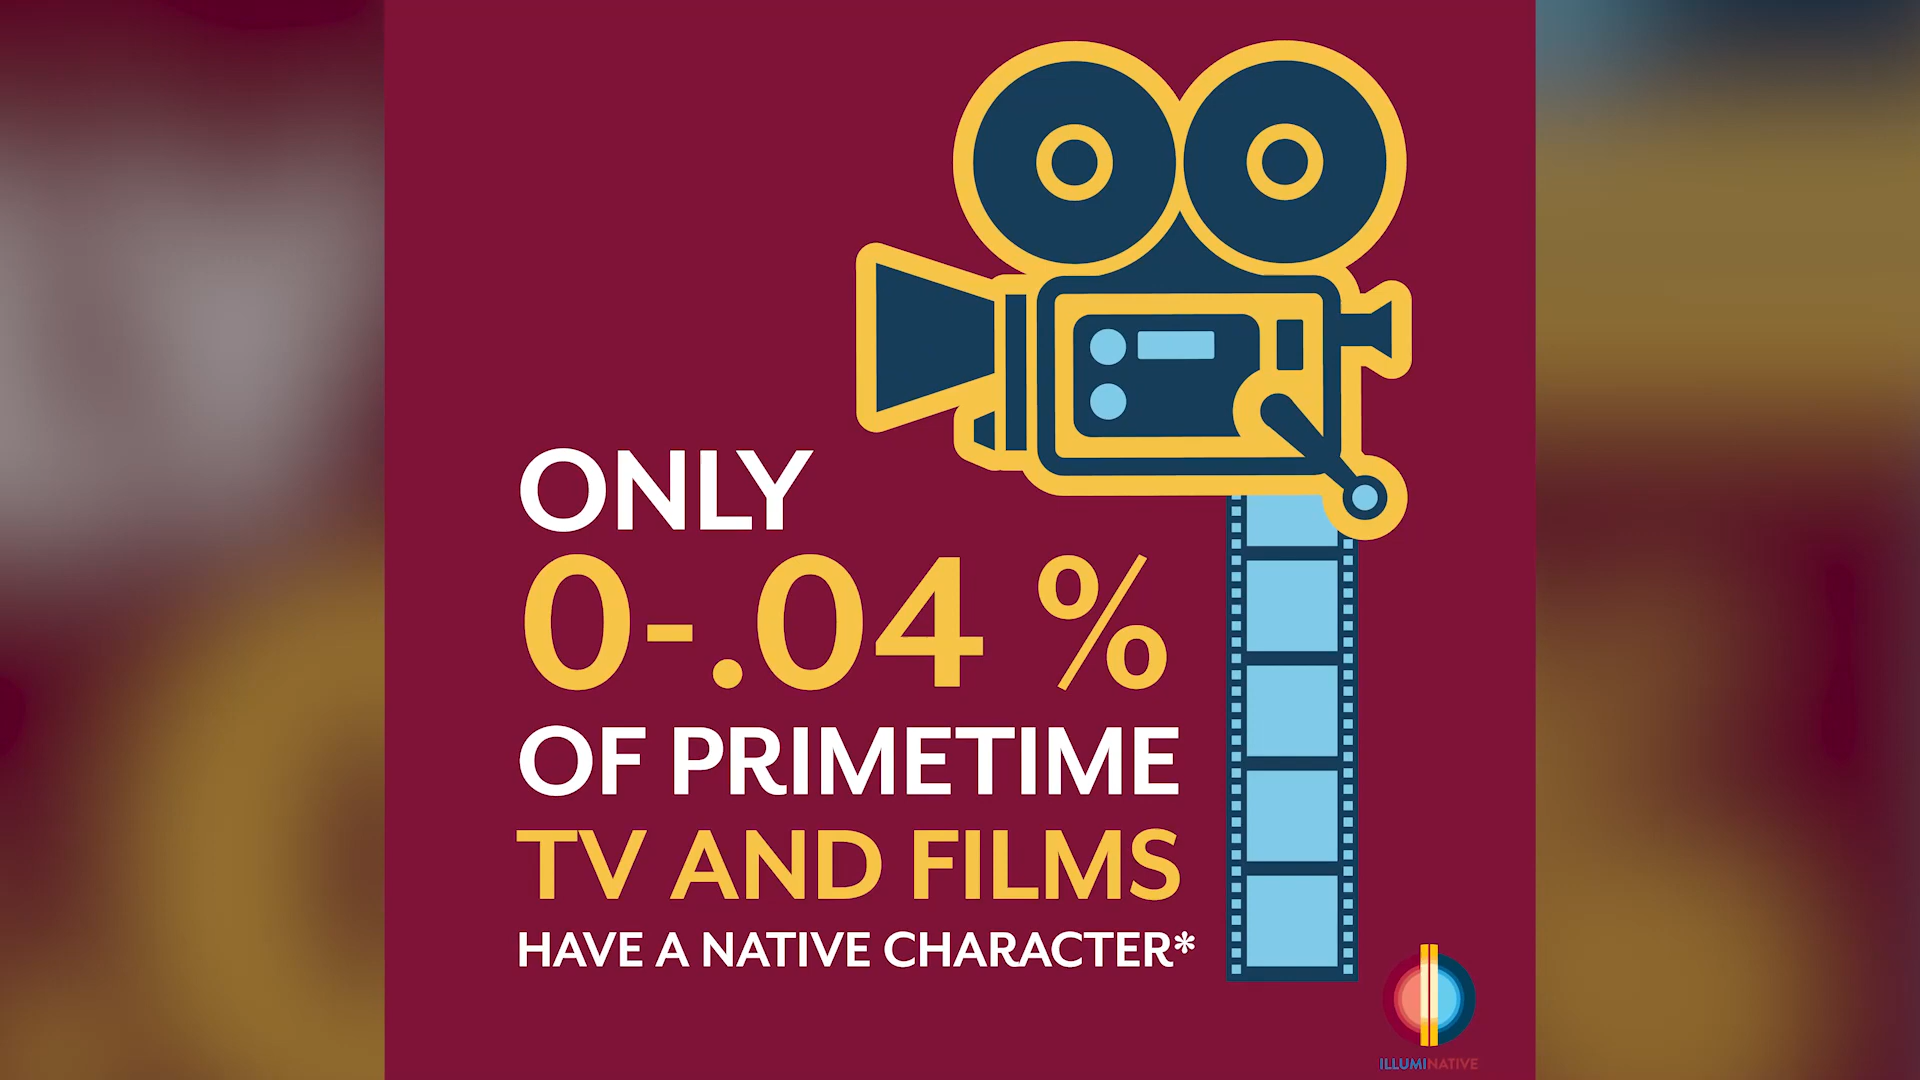 ONLY
0-.04 %
OF PRIMETIME
TV AND FILMS
HAVE A NATIVE CHARACTER*
ILLUMINATIVE